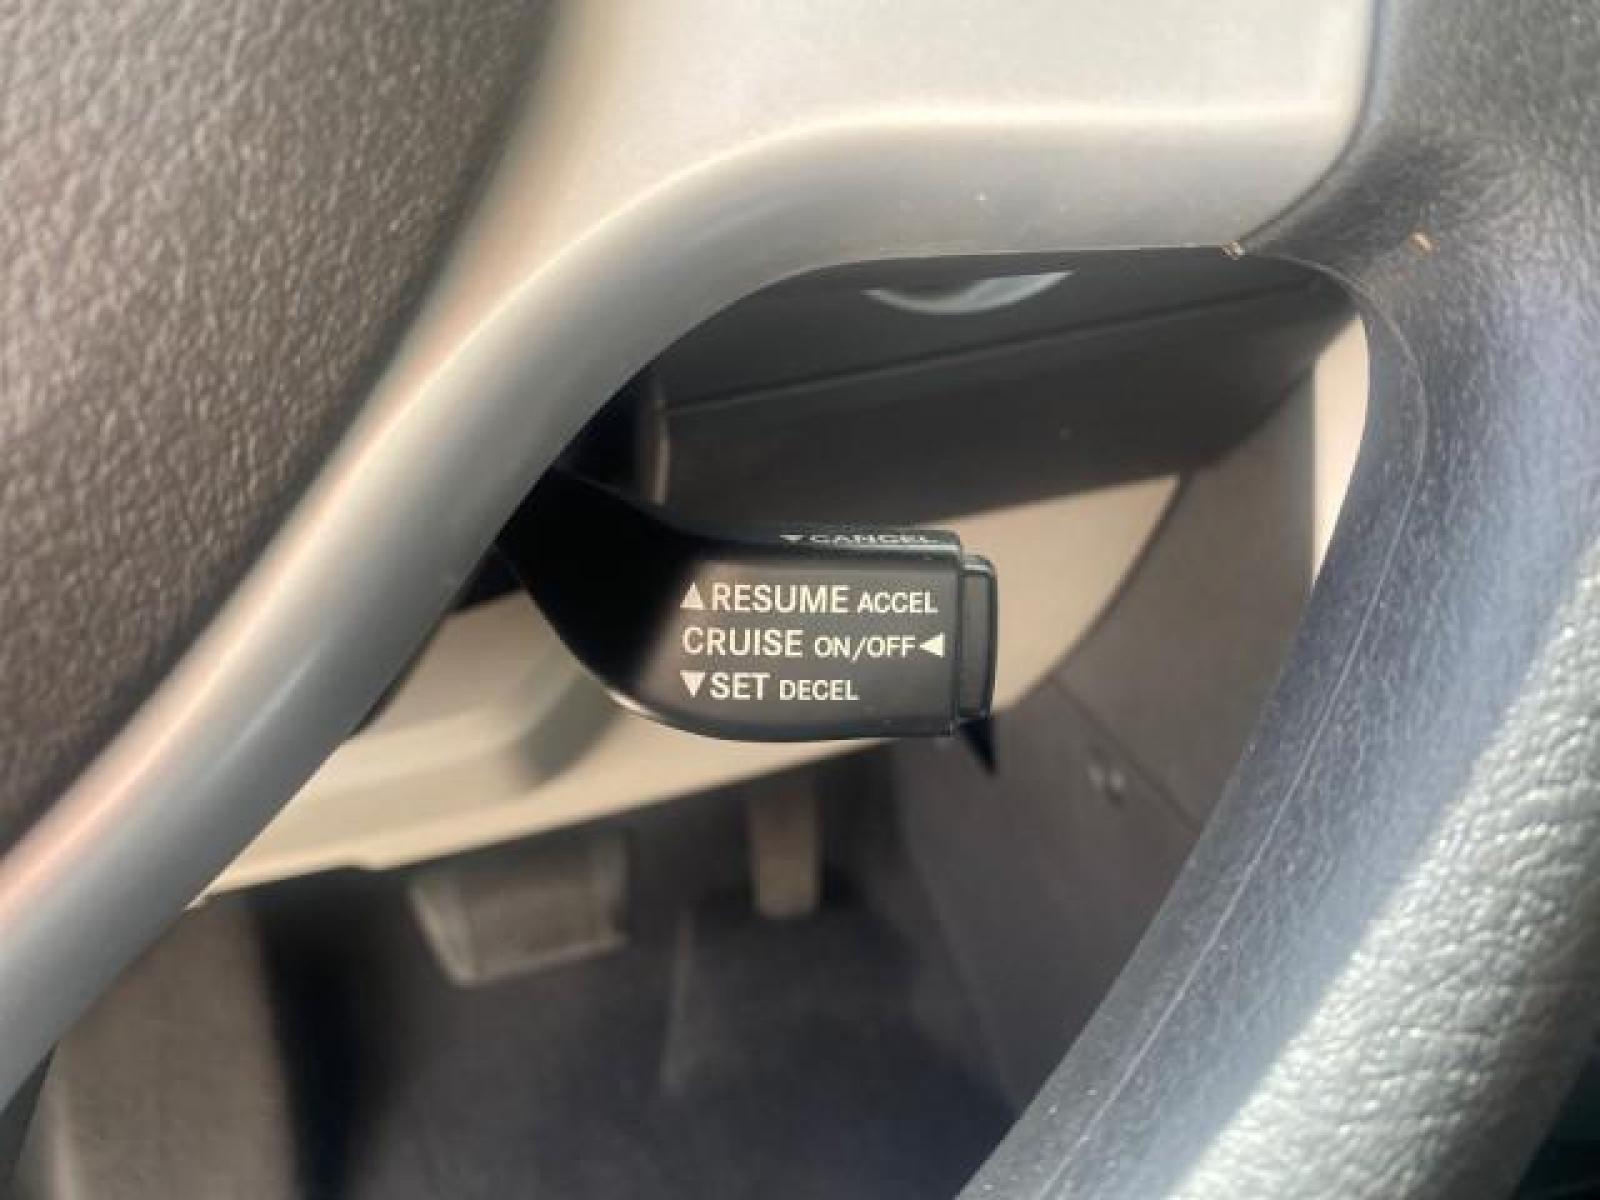 ▼CANCEL
▲RESUME ACCEL
CRUISE ON/OFF◀
▼SET DECEL